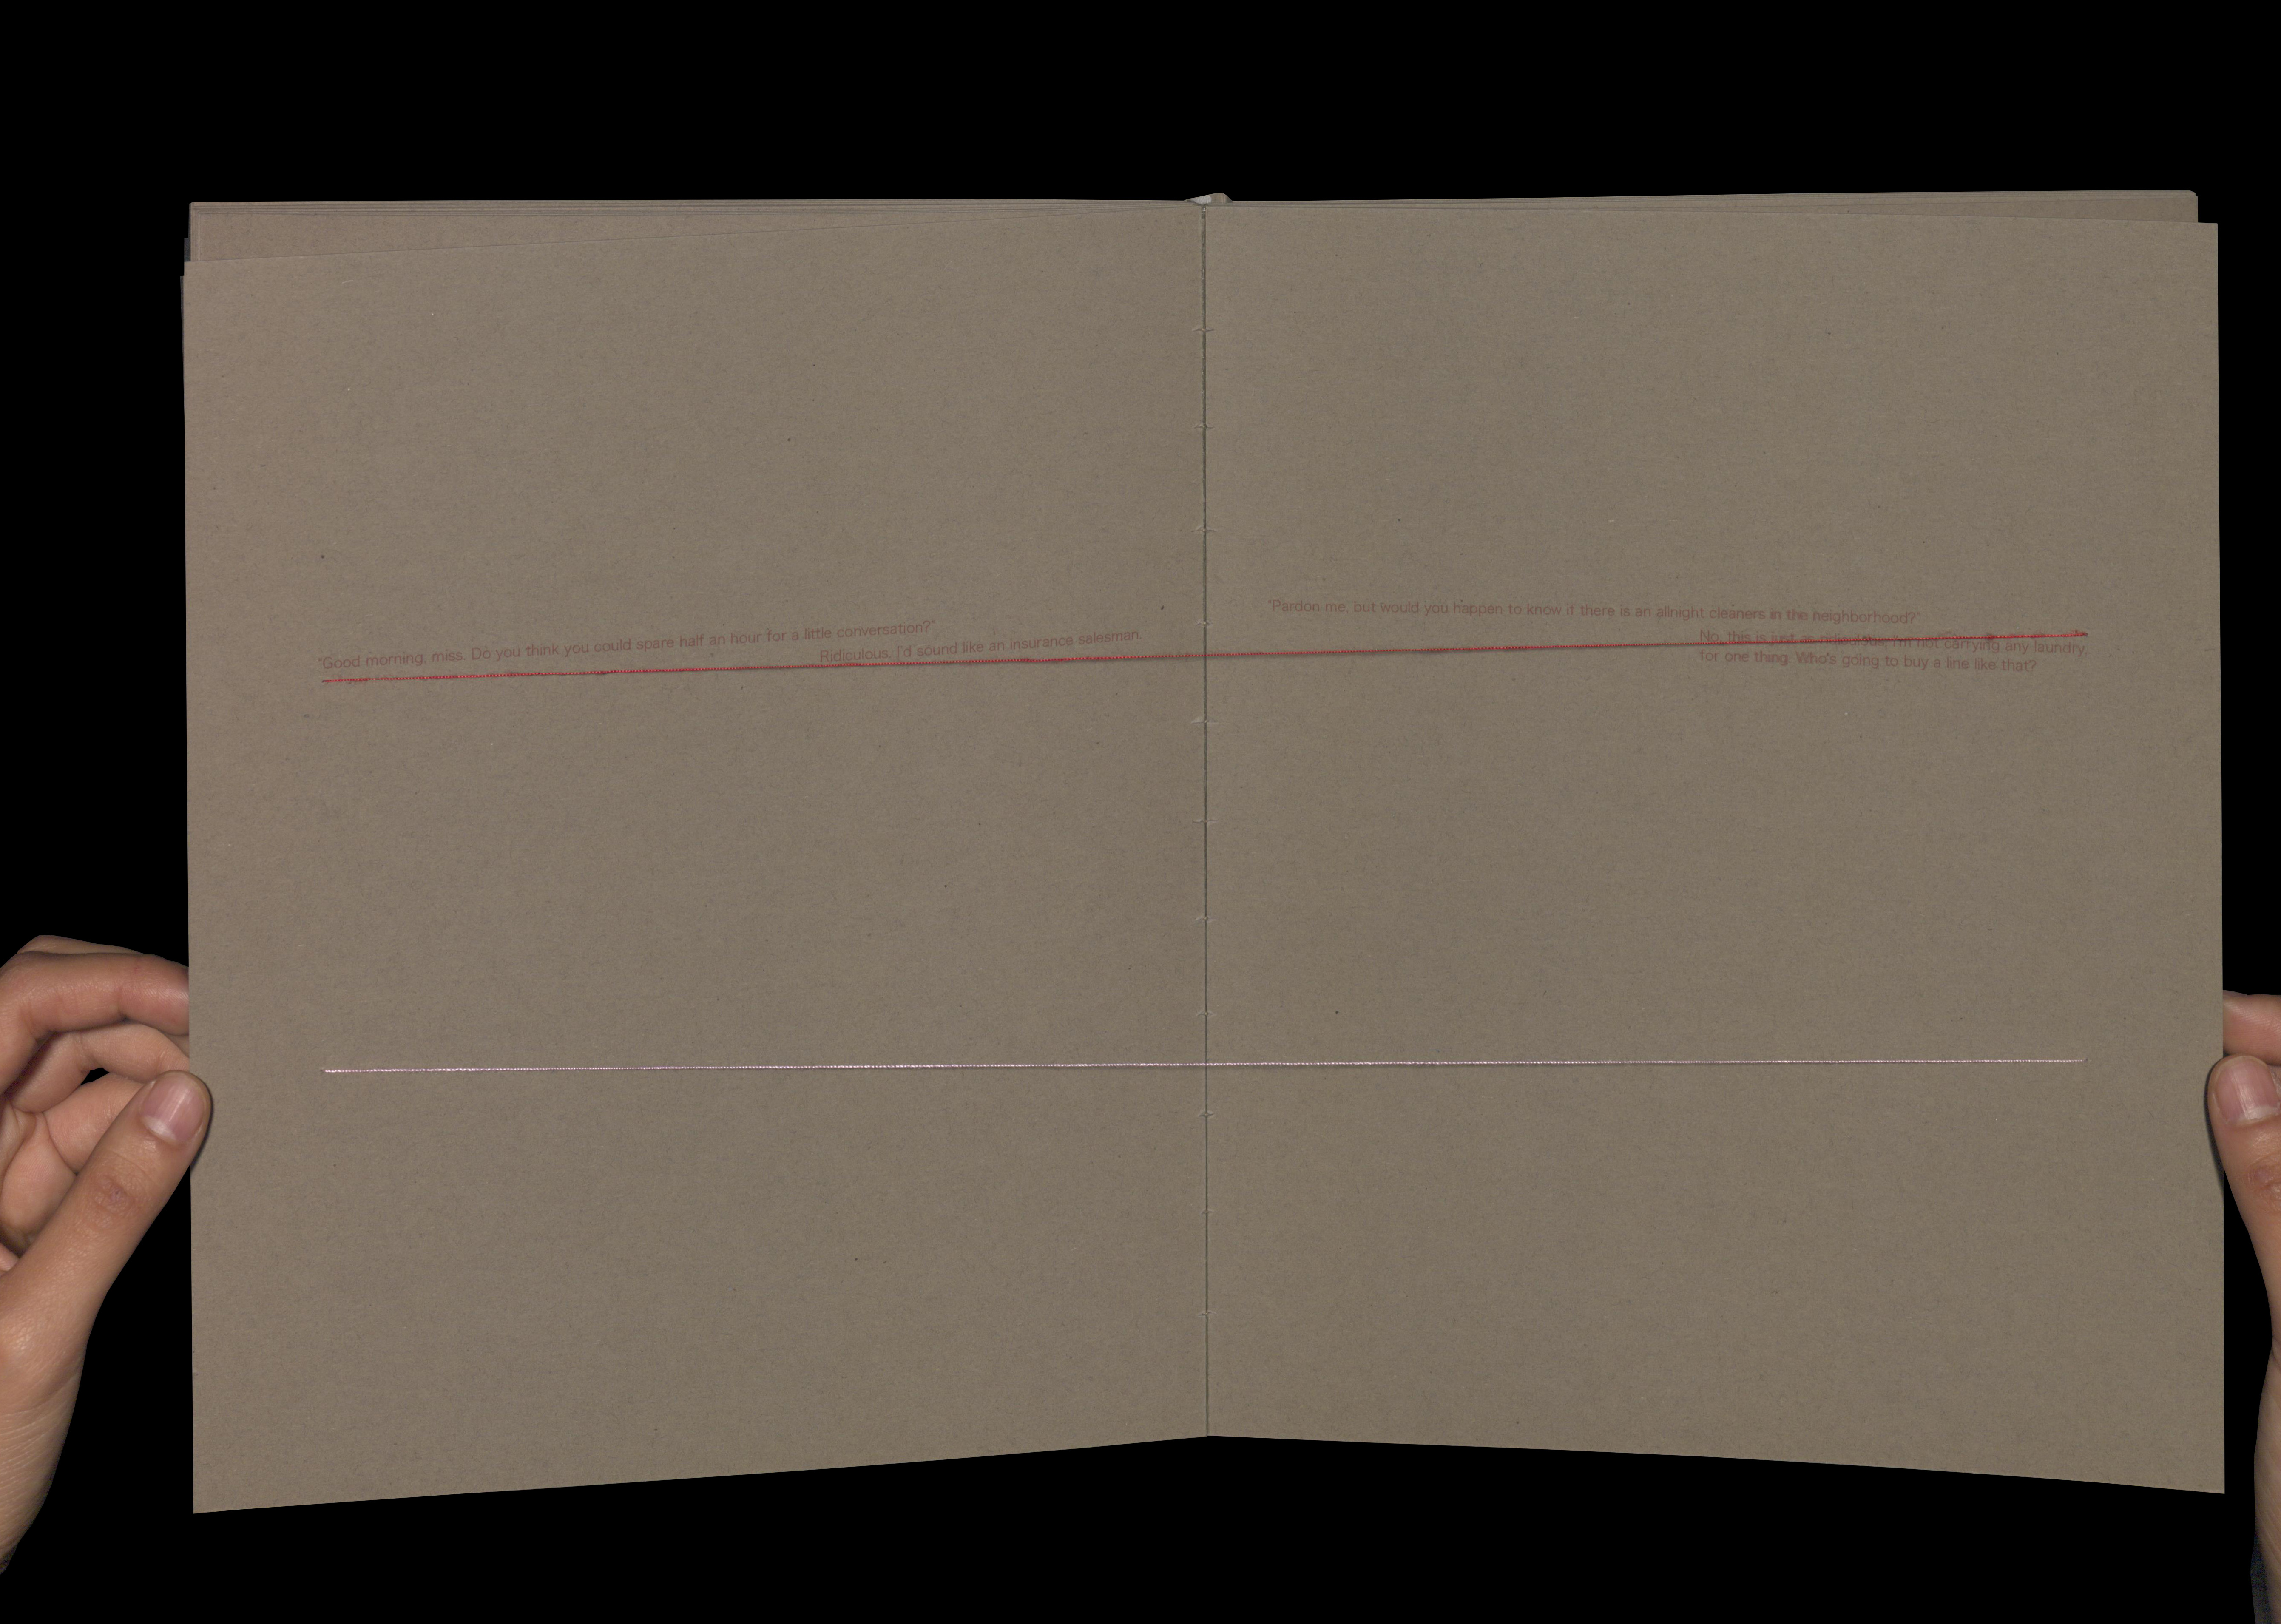 "Good morning, miss. Do you think you could spare half an hour for a little conversation?"
Ridiculous. I'd sound like an insurance salesman.
"Pardon me, but would you happen to know if there is an allnight cleaners in the neighborhood?"
No, this is just as ridiculous. I'm not carrying any laundry,
for one thing. Who's going to buy a line like that?